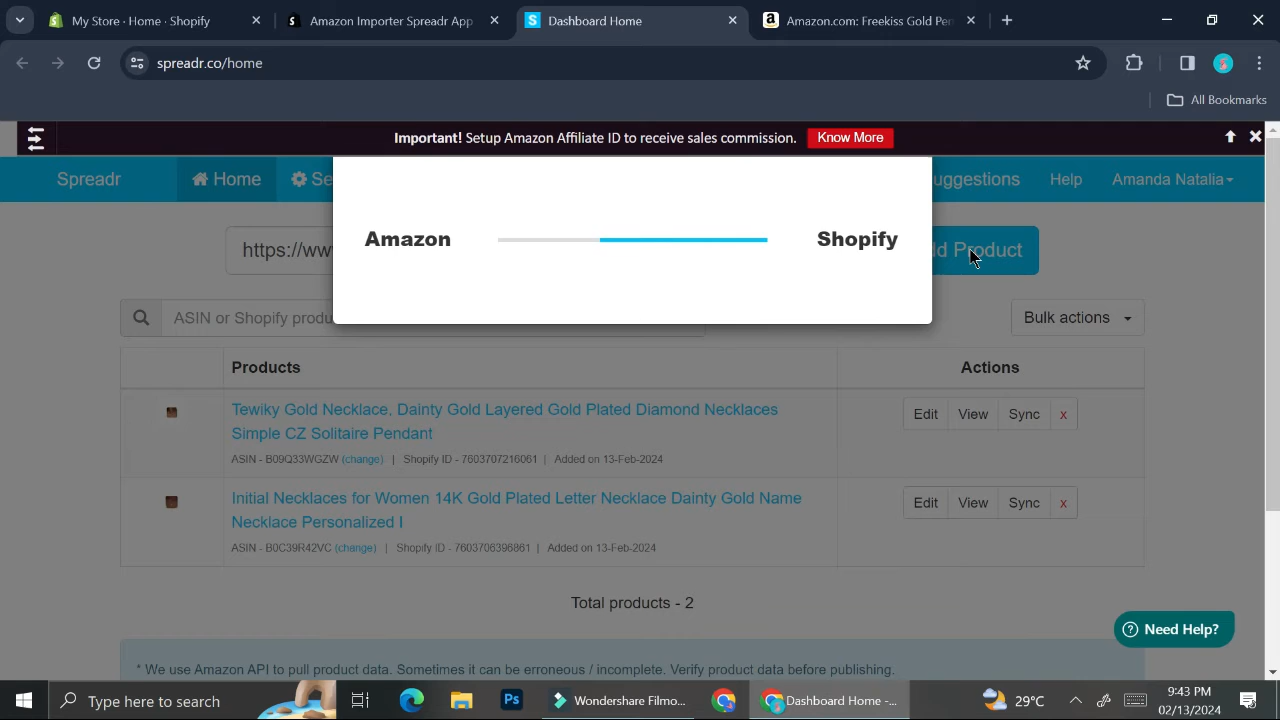 My Store · Home · Shopify
Amazon Importer Spreadr App
Dashboard Home
Amazon.com: Freekiss Gold Pen
spreadr.co/home
All Bookmarks
Important! Setup Amazon Affiliate ID to receive sales commission. Know More
Spreadr
Home
Se
uggestions
Help
Amanda Natalia
Amazon
Shopify
https://ww
ld Product
ASIN or Shopify produ
Bulk actions
Products
Actions
Tewiky Gold Necklace, Dainty Gold Layered Gold Plated Diamond Necklaces
Simple CZ Solitaire Pendant
ASIN - B09Q33WGZW (change) | Shopify ID - 7603707216061 | Added on 13-Feb-2024
Edit View Sync x
Initial Necklaces for Women 14K Gold Plated Letter Necklace Dainty Gold Name
Necklace Personalized I
ASIN - B0C39R42VC (change) | Shopify ID - 7603706396861 | Added on 13-Feb-2024
Edit View Sync x
Total products - 2
Need Help?
* We use Amazon API to pull product data. Sometimes it can be erroneous / incomplete. Verify product data before publishing.
Type here to search
Ps
Wondershare Filmo...
Dashboard Home -...
29°C
9:43 PM
02/13/2024